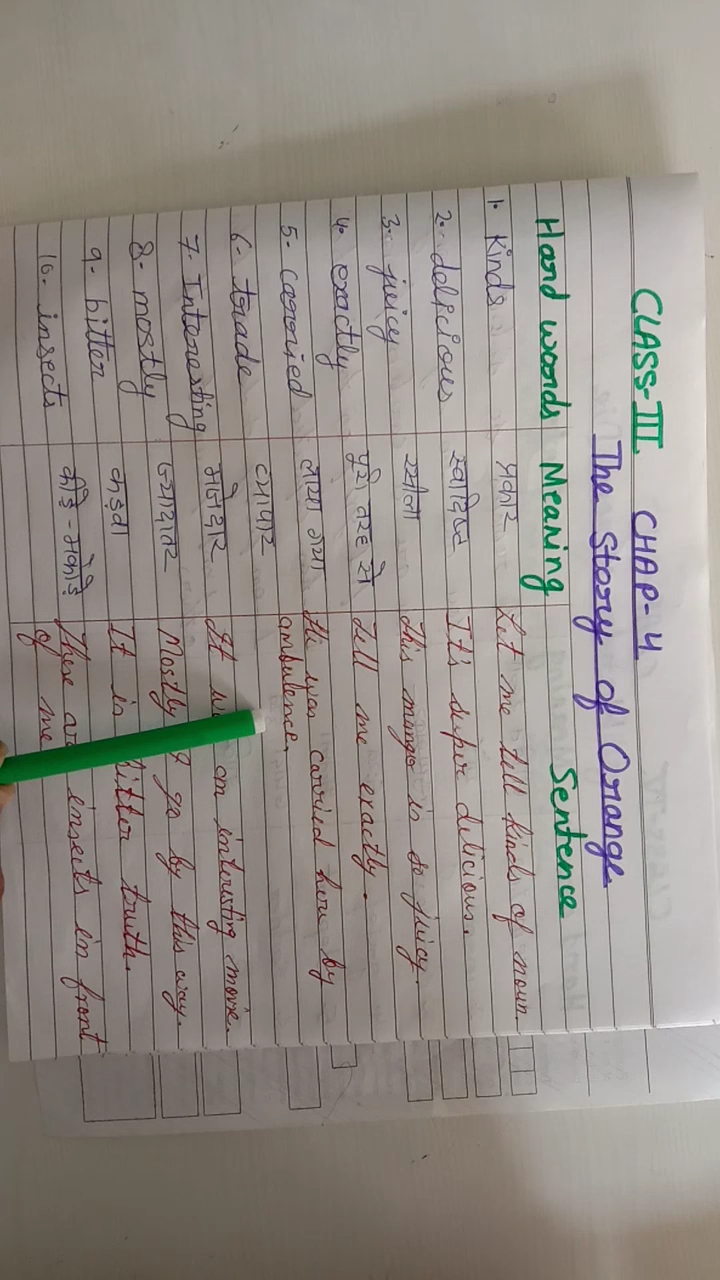 CLASS-III CHAP-4
The Story of Orange
Hard words Meaning Sentence
1. Kinds प्रकार Let me tell kinds of noun.
2. delicious स्वादिष्ट It's super delicious.
3. juicy रसीला This mango is so juicy.
4. exactly पूरी तरह से Tell me exactly.
5. carried लाया गया He was carried here by
ambulence.
6. trade व्यापार
7. Interesting मजेदार It an interesting movie.
8. mostly ज्यादातर Mostly go by this way.
9. bitter कड़वा It is bitter truth.
10. insects कीड़े-मकोड़े There are insects in front
of me